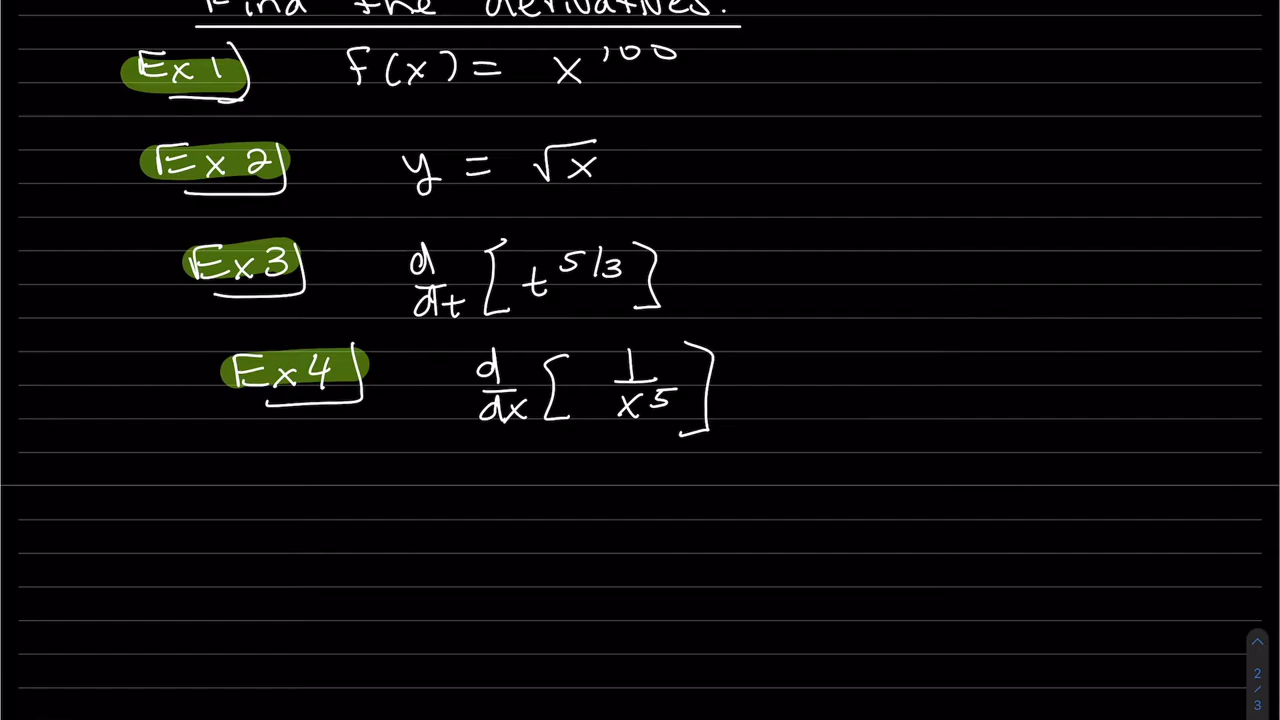 Find the derivatives.
Ex 1 f(x) = x^100
Ex 2 y = √x
Ex 3 d/dt [t^5/3]
Ex 4 d/dx [1/x^5]
2
/
3